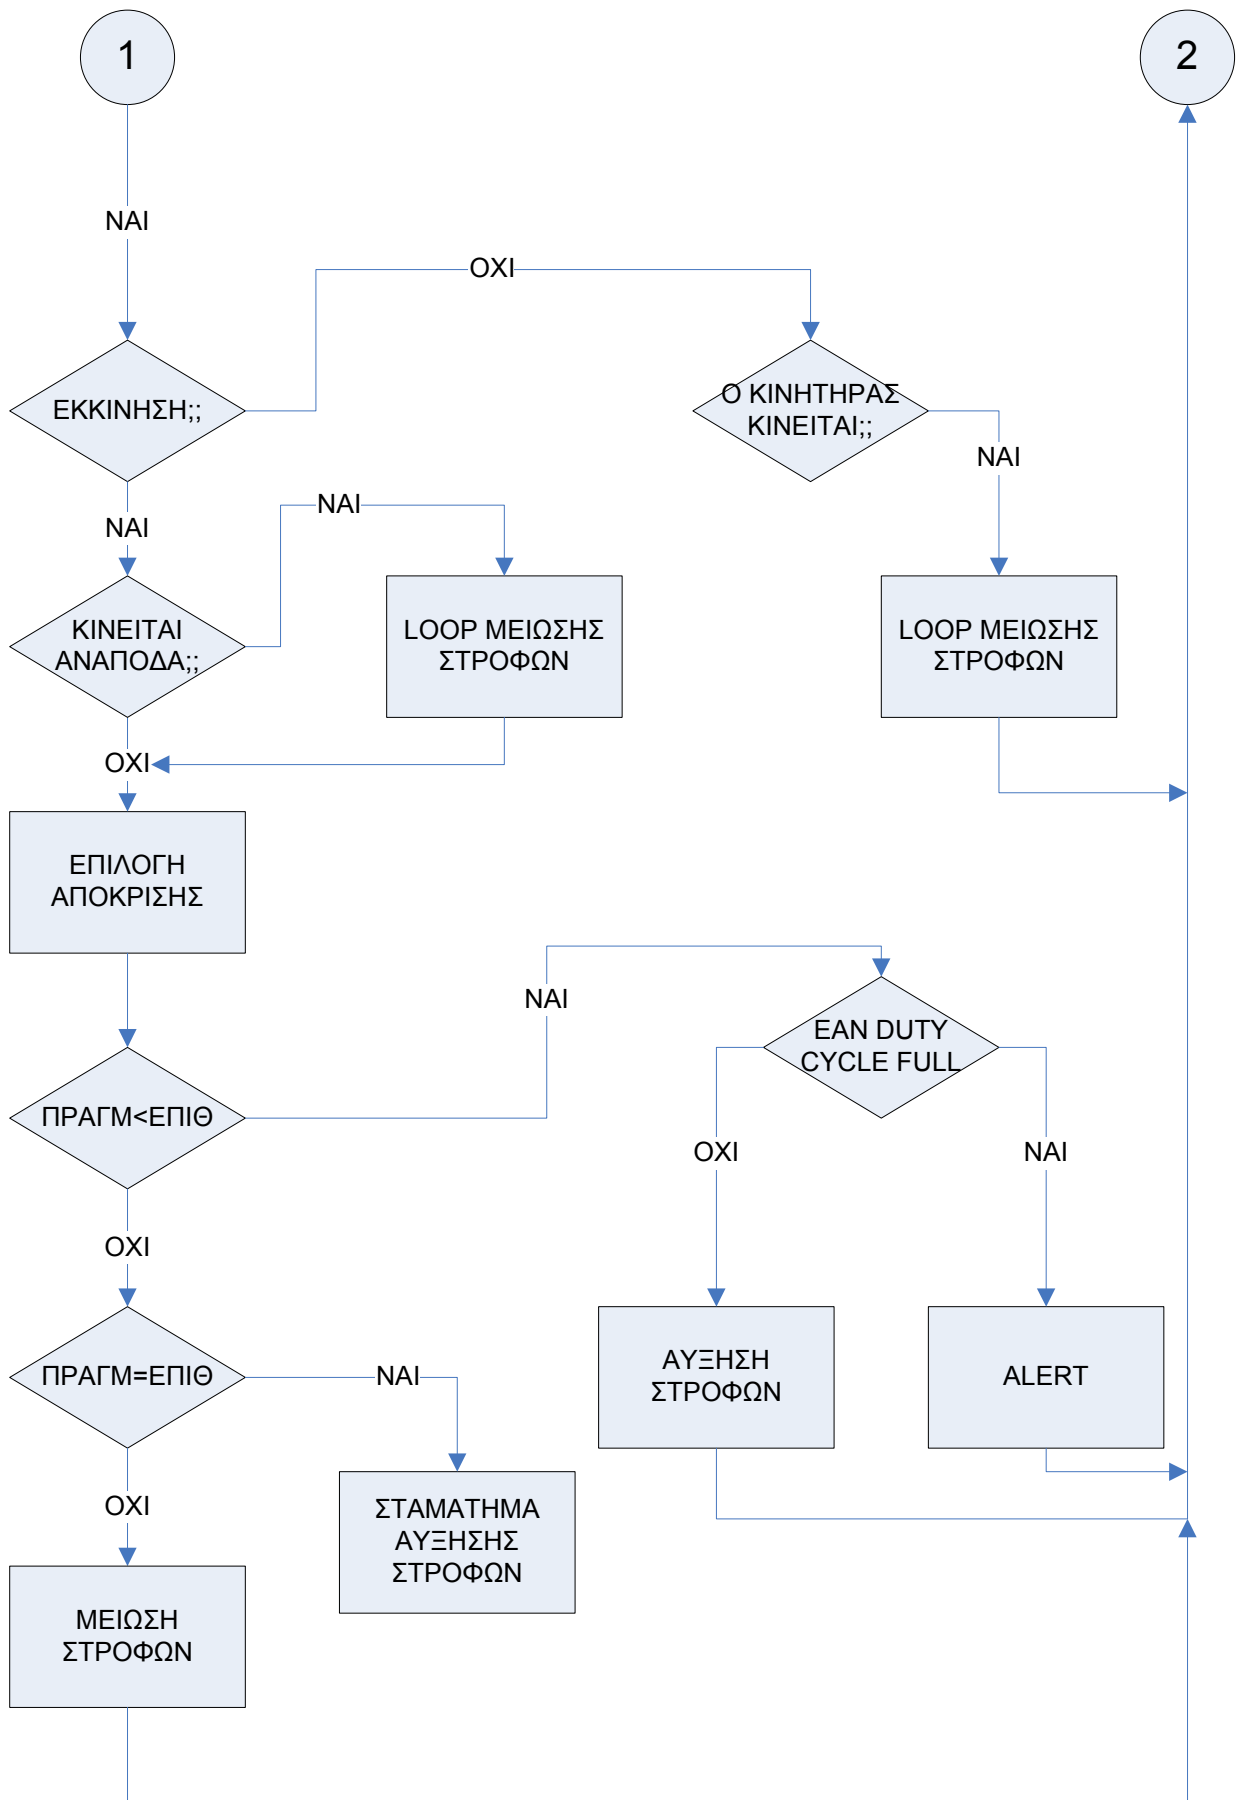 1
2
ΝΑΙ
ΟΧΙ
ΕΚΚΙΝΗΣΗ;;
Ο ΚΙΝΗΤΗΡΑΣ
ΚΙΝΕΙΤΑΙ;;
ΝΑΙ
ΝΑΙ
ΝΑΙ
ΚΙΝΕΙΤΑΙ
ΑΝΑΠΟΔΑ;;
LOOP ΜΕΙΩΣΗΣ
ΣΤΡΟΦΩΝ
LOOP ΜΕΙΩΣΗΣ
ΣΤΡΟΦΩΝ
ΟΧΙ
ΕΠΙΛΟΓΗ
ΑΠΟΚΡΙΣΗΣ
ΝΑΙ
ΕΑΝ DUTY
CYCLE FULL
ΠΡΑΓΜ<ΕΠΙΘ
ΟΧΙ
ΝΑΙ
ΟΧΙ
ΠΡΑΓΜ=ΕΠΙΘ
ΝΑΙ
ΑΥΞΗΣΗ
ΣΤΡΟΦΩΝ
ALERT
ΟΧΙ
ΣΤΑΜΑΤΗΜΑ
ΑΥΞΗΣΗΣ
ΣΤΡΟΦΩΝ
ΜΕΙΩΣΗ
ΣΤΡΟΦΩΝ